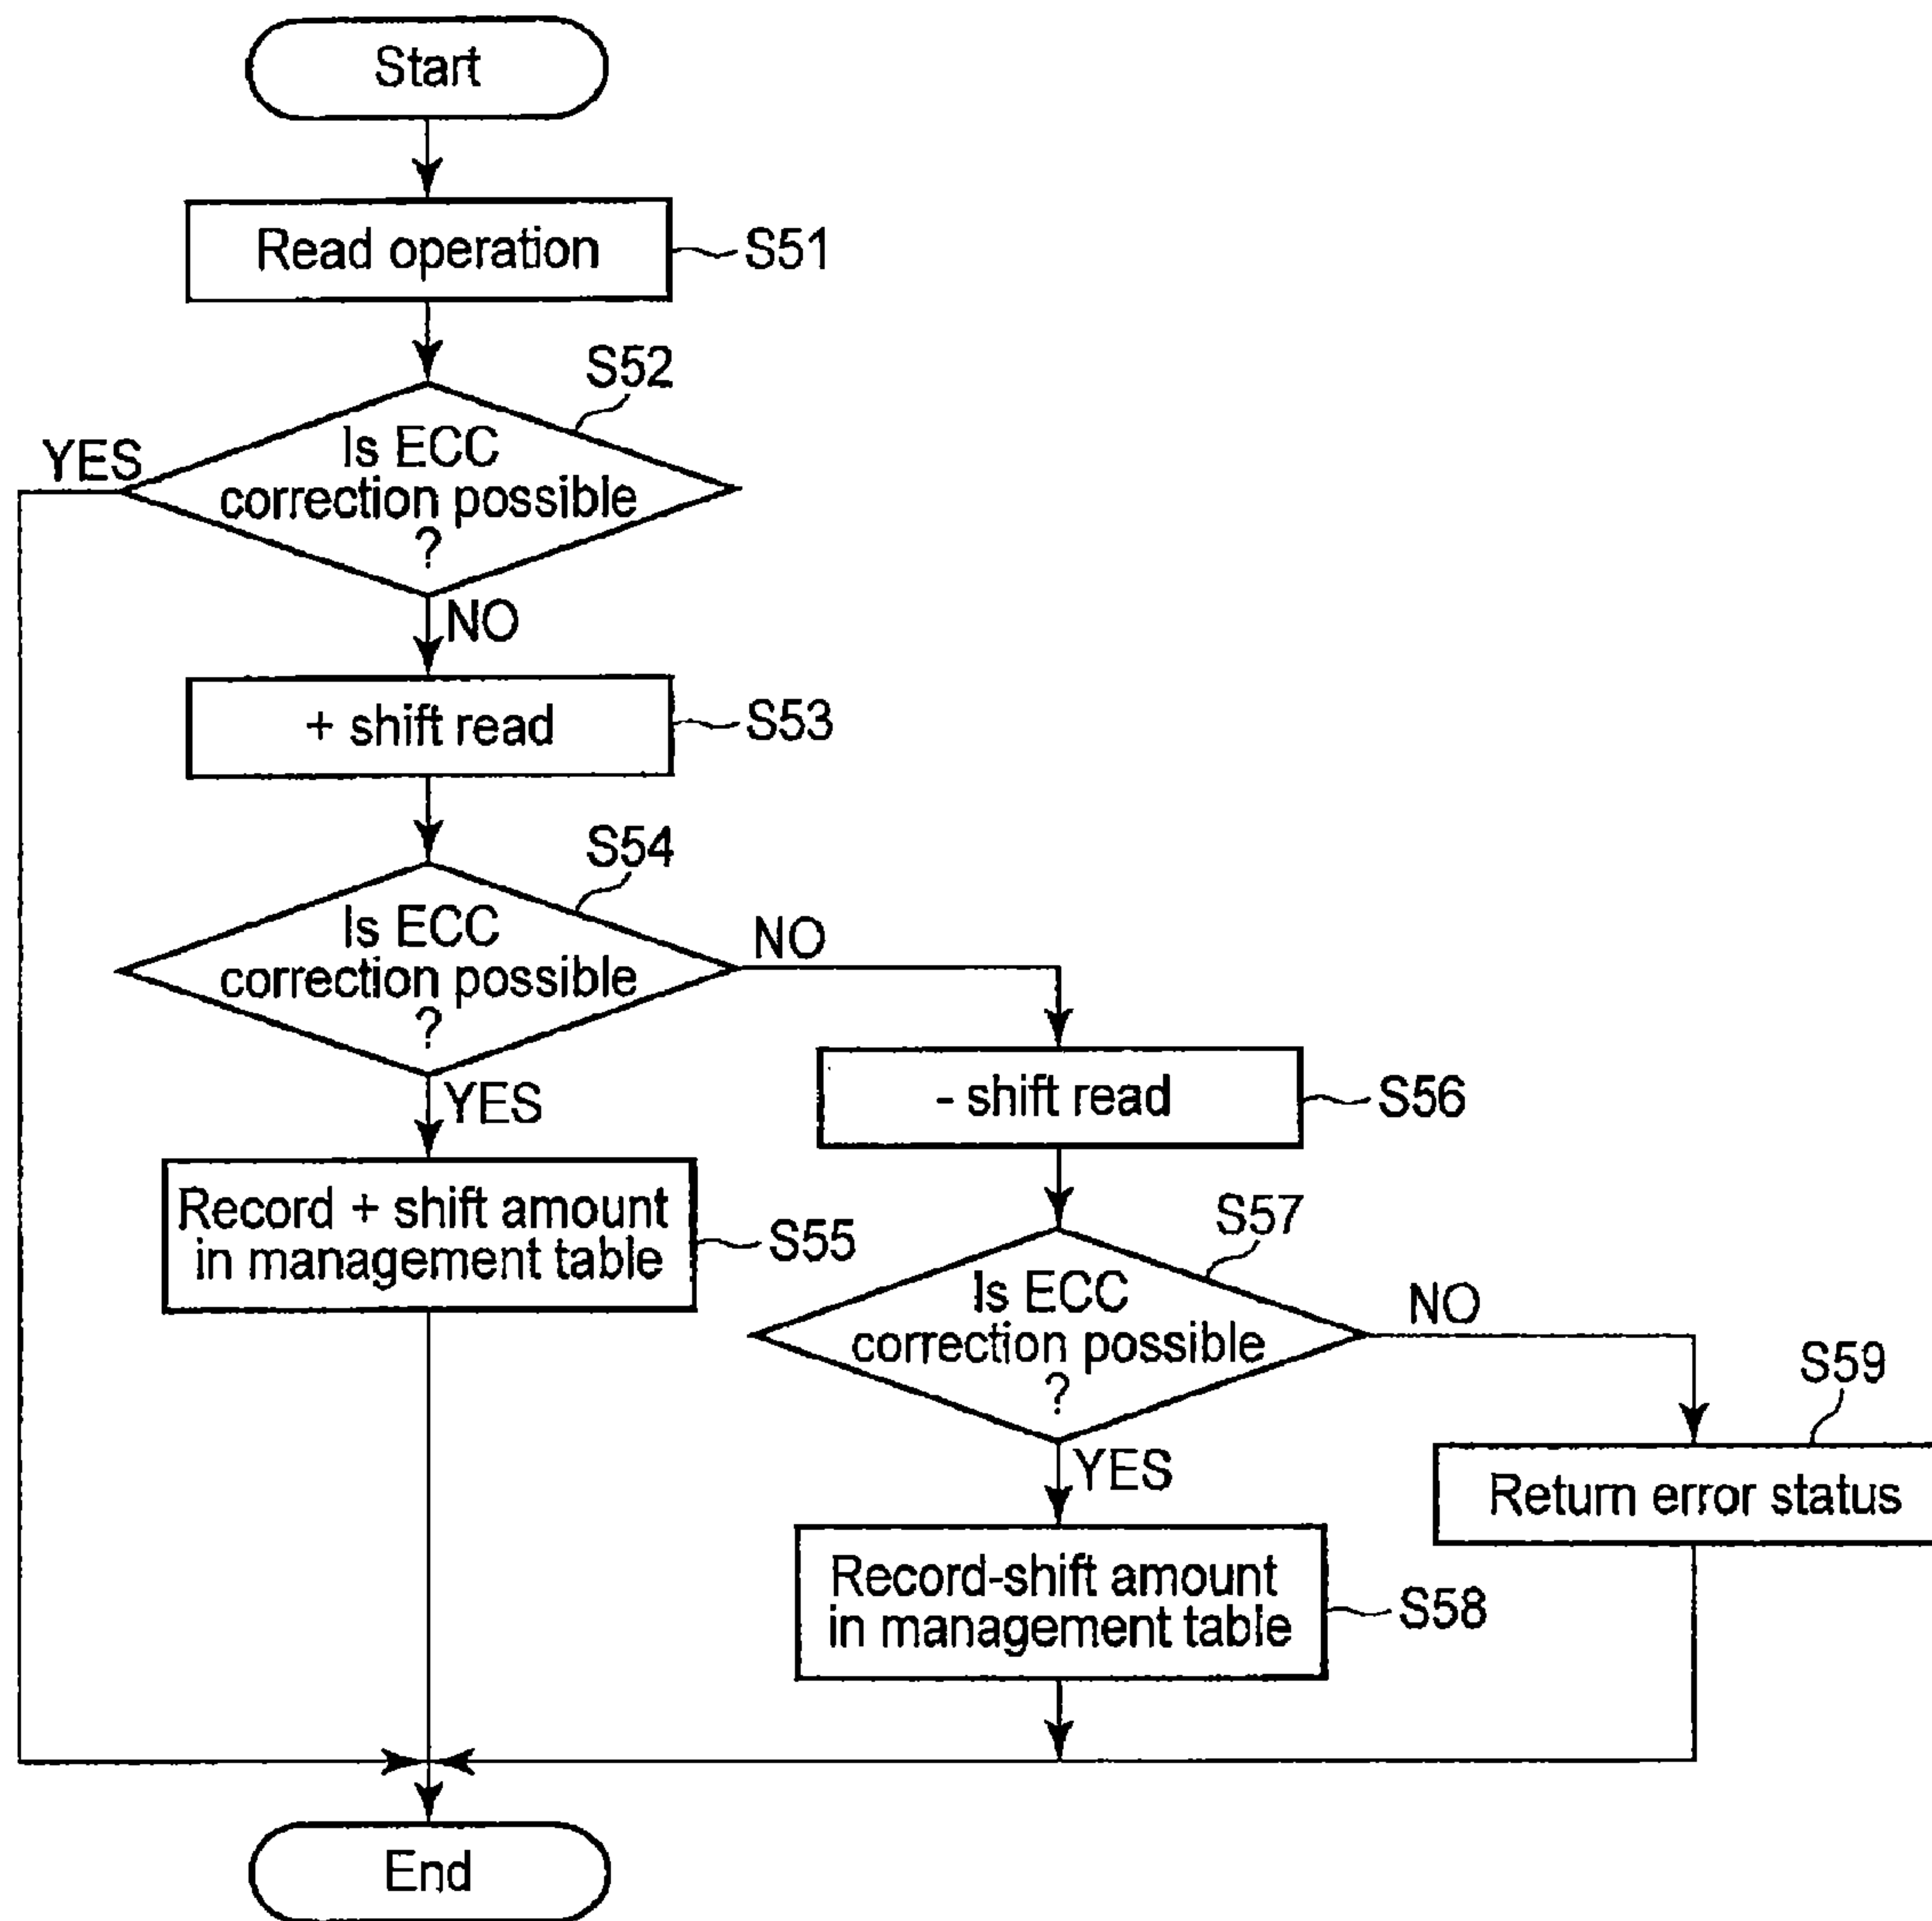 Start
Read operation
S51
S52
YES
Is ECC
correction possible
?
NO
+ shift read
S53
S54
Is ECC
correction possible
?
NO
YES
- shift read
S56
Record + shift amount
in management table
S55
S57
Is ECC
correction possible
?
NO
S59
YES
Return error status
Record-shift amount
in management table
S58
End